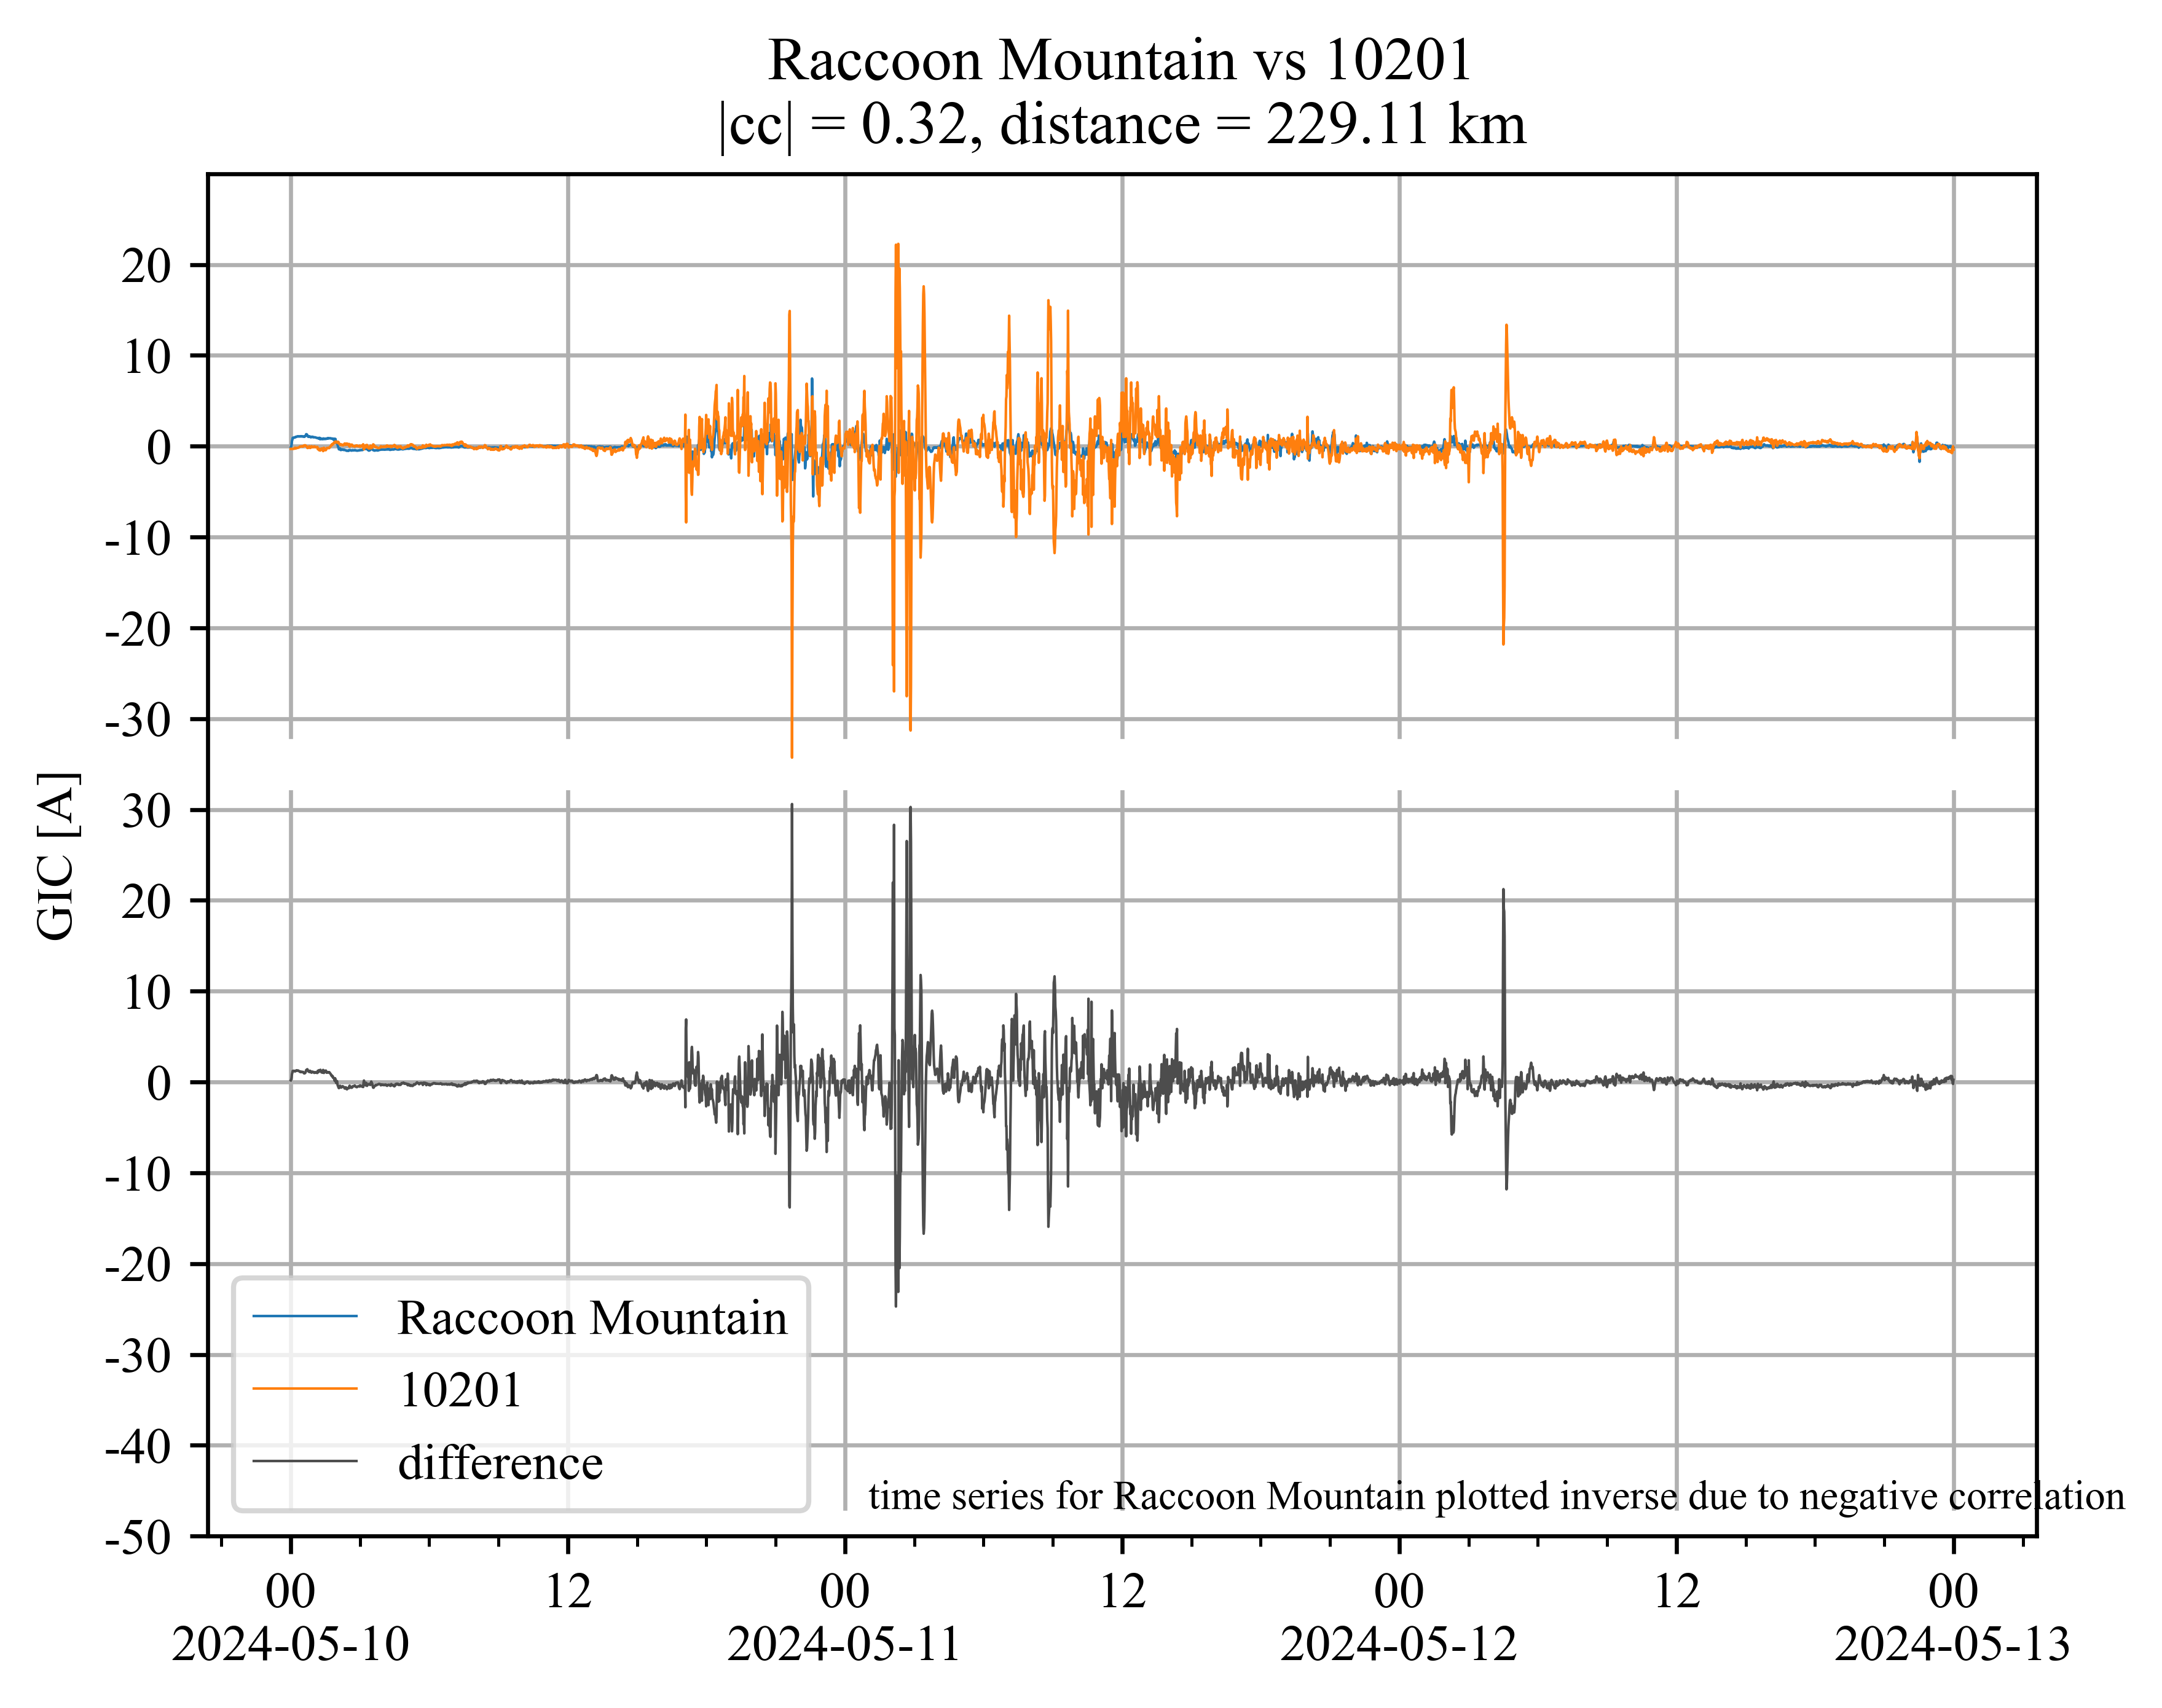 Raccoon Mountain vs 10201
|cc| = 0.32, distance = 229.11 km
GIC [A]
20
10
0
-10
-20
-30
30
20
10
0
-10
-20
-30
-40
-50
Raccoon Mountain
10201
difference
time series for Raccoon Mountain plotted inverse due to negative correlation
00 12 00 12 00 12 00
2024-05-10 2024-05-11 2024-05-12 2024-05-13